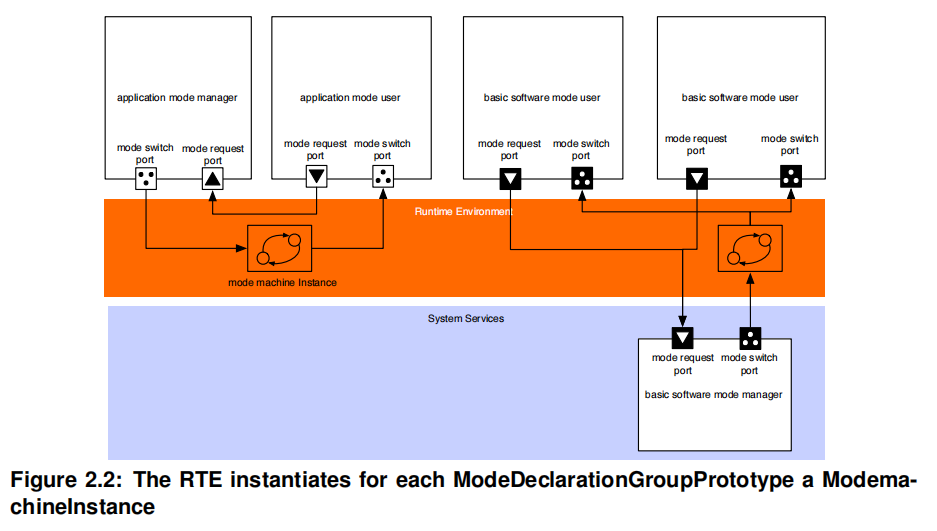 application mode manager
application mode user
basic software mode user
basic software mode user
mode switch
port
mode request
port
mode request
port
mode switch
port
mode request
port
mode switch
port
mode request
port
mode switch
port
Runtime Environment
mode machine Instance
System Services
mode request
port
mode switch
port
basic software mode manager
Figure 2.2: The RTE instantiates for each ModeDeclarationGroupPrototype a Modema-
chineInstance